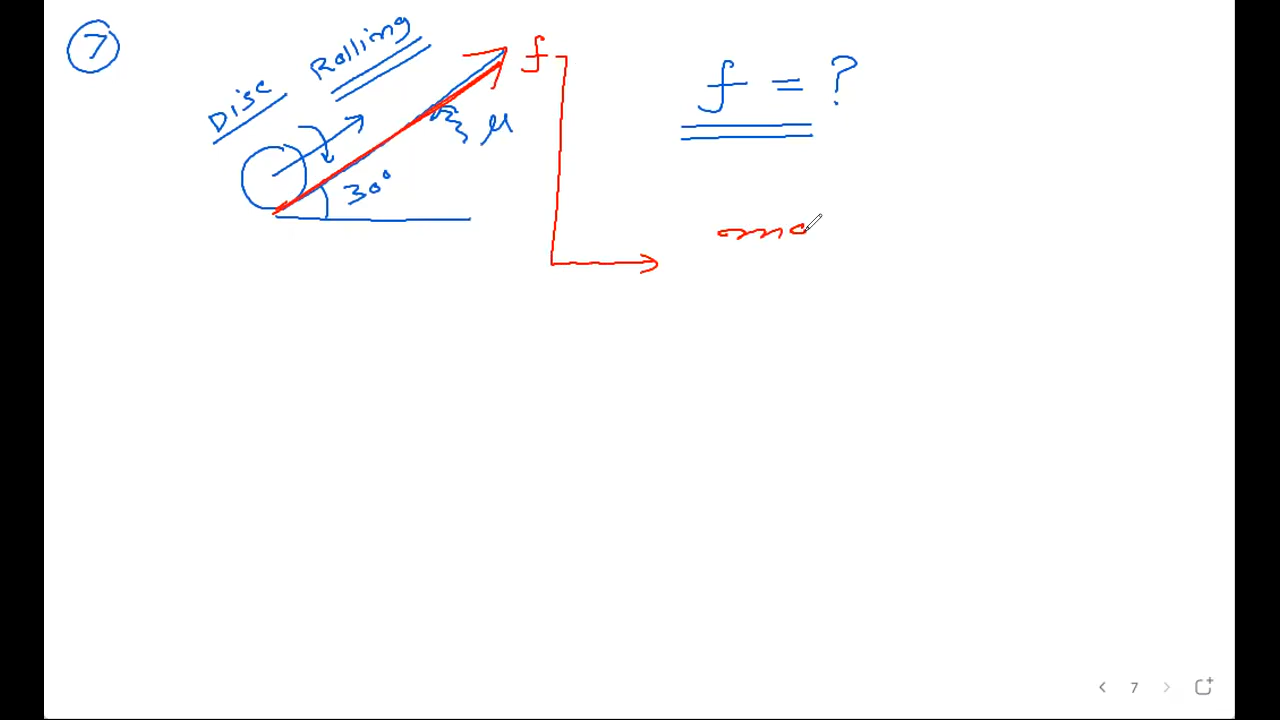 7
Disc Rolling
f
μ
30°
f = ?
7